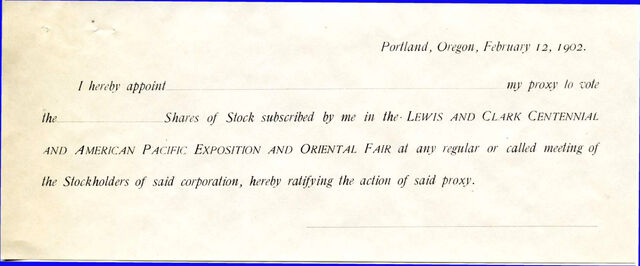 Portland, Oregon, February 12, 1902.
I hereby appoint my proxy to vote
the Shares of Stock subscribed by me in the LEWIS AND CLARK CENTENNIAL
AND AMERICAN PACIFIC EXPOSITION AND ORIENTAL FAIR at any regular or called meeting of
the Stockholders of said corporation, hereby ratifying the action of said proxy.